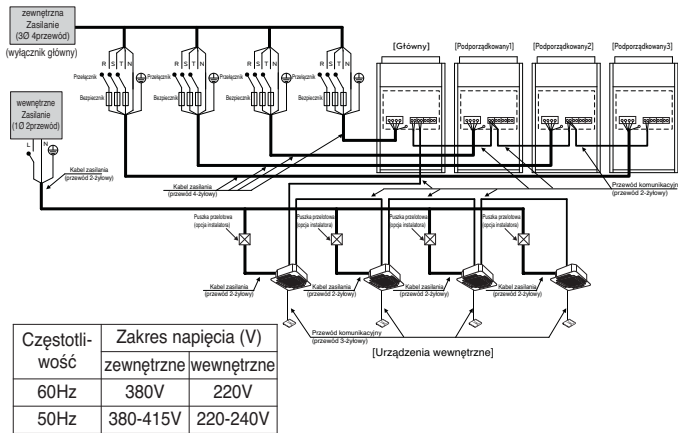 zewnętrzna
Zasilanie
(3Ø 4przewód)
(wyłącznik główny)
R S T N
R S T N
R S T N
R S T N
Przełącznik
Przełącznik
Przełącznik
Przełącznik
Bezpiecznik
Bezpiecznik
Bezpiecznik
Bezpiecznik
[Główny]
[Podporządkowany1]
[Podporządkowany2]
[Podporządkowany3]
wewnętrzne
Zasilanie
(1Ø 2przewód)
L N
Kabel zasilania
(przewód 2-żyłowy)
Kabel zasilania
(przewód 4-żyłowy)
Przewód komunikacyjny
(przewód 2-żyłowy)
Puszka przelotowa
(opcja instalatora)
Puszka przelotowa
(opcja instalatora)
Puszka przelotowa
(opcja instalatora)
Puszka przelotowa
(opcja instalatora)
Kabel zasilania
(przewód 2-żyłowy)
Kabel zasilania
(przewód 2-żyłowy)
Kabel zasilania
(przewód 2-żyłowy)
Kabel zasilania
(przewód 2-żyłowy)
Przewód komunikacyjny
(przewód 3-żyłowy)
[Urządzenia wewnętrzne]
Częstotli-
wość
Zakres napięcia (V)
zewnętrzne wewnętrzne
60Hz 380V 220V
50Hz 380-415V 220-240V